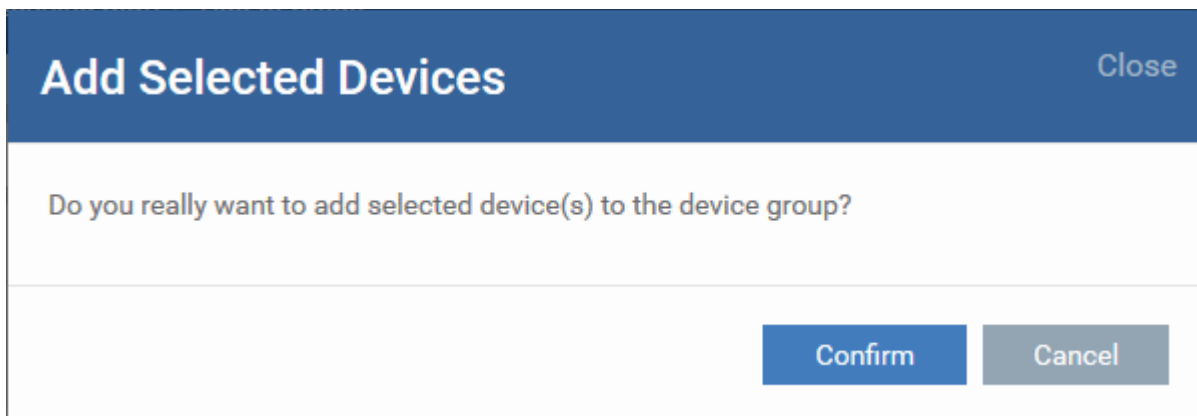 Add Selected Devices
Close
Do you really want to add selected device(s) to the device group?
Confirm
Cancel